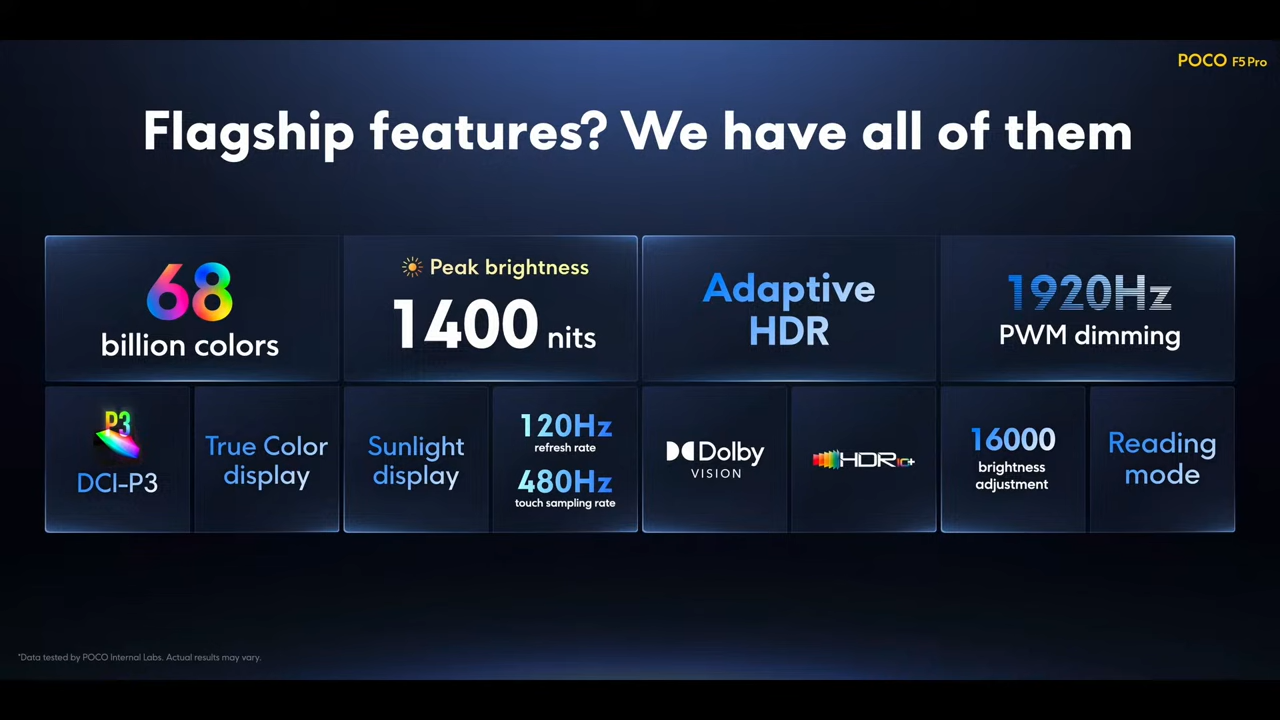 POCO F5 Pro
Flagship features? We have all of them
68
billion colors
Peak brightness
1400 nits
Adaptive
HDR
1920Hz
PWM dimming
P3
DCI-P3
True Color
display
Sunlight
display
120Hz
refresh rate
480Hz
touch sampling rate
Dolby
VISION
HDR10+
16000
brightness
adjustment
Reading
mode
*Data tested by POCO Internal Labs. Actual results may vary.